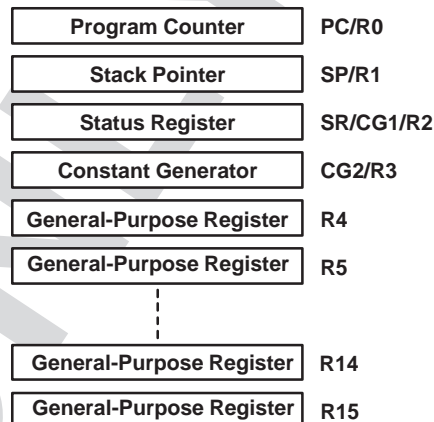 Program Counter PC/R0
Stack Pointer SP/R1
Status Register SR/CG1/R2
Constant Generator CG2/R3
General-Purpose Register R4
General-Purpose Register R5
General-Purpose Register R14
General-Purpose Register R15